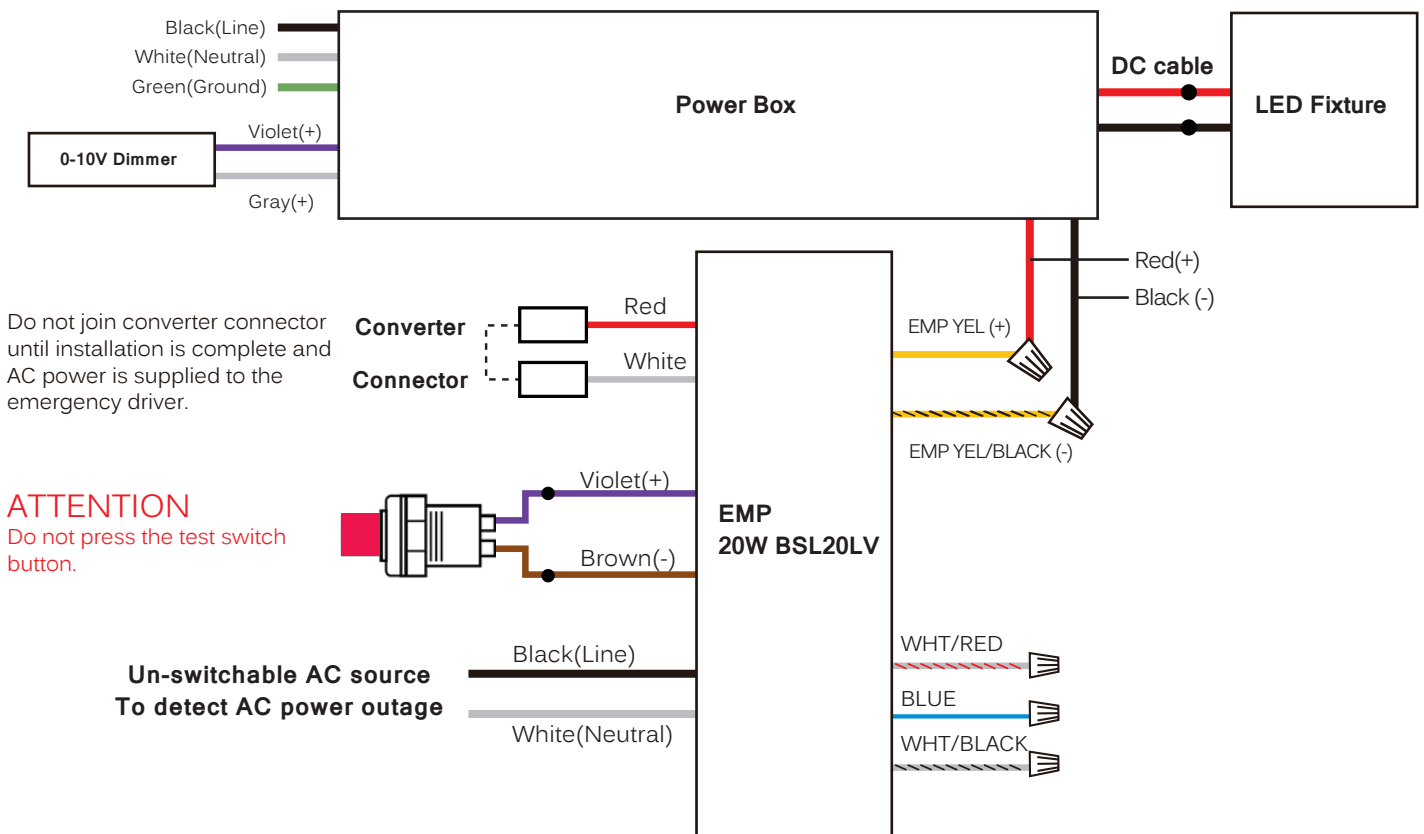 Black(Line)
White(Neutral)
Green(Ground)
Violet(+)
0-10V Dimmer
Gray(+)
Power Box
DC cable
LED Fixture
Red(+)
Black (-)
Do not join converter connector
until installation is complete and
AC power is supplied to the
emergency driver.
Converter
Connector
Red
White
EMP YEL (+)
EMP YEL/BLACK (-)
ATTENTION
Do not press the test switch
button.
Violet(+)
Brown(-)
EMP
20W BSL20LV
Un-switchable AC source
To detect AC power outage
Black(Line)
White(Neutral)
WHT/RED
BLUE
WHT/BLACK